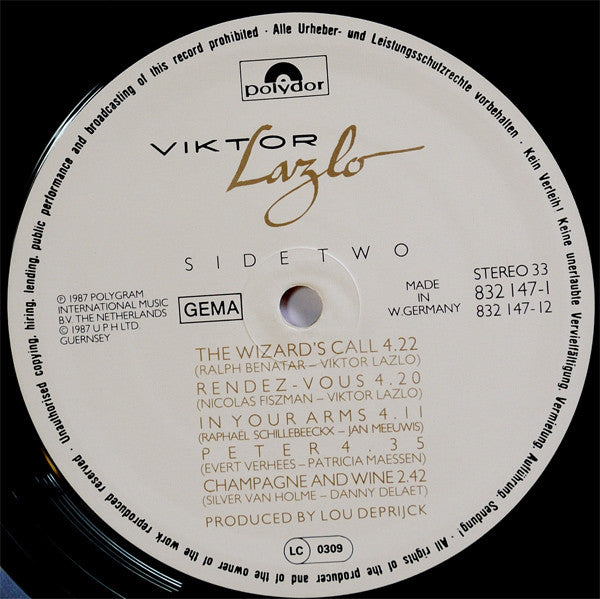 polydor
VIKTOR
Lazlo
SIDE TWO
℗ 1987 POLYGRAM
INTERNATIONAL MUSIC
B.V. THE NETHERLANDS
© 1987 U P H LTD.
GUERNSEY
GEMA
MADE
IN
W. GERMANY
STEREO 33
832 147-1
832 147-12
THE WIZARD'S CALL 4.22
(RALPH BENATAR – VIKTOR LAZLO)
RENDEZ-VOUS 4.20
(NICOLAS FISZMAN – VIKTOR LAZLO)
IN YOUR ARMS 4.11
(RAPHAËL SCHILLEBEECKX – JAN MEEUWIS)
PETER 4.35
(EVERT VERHEES – PATRICIA MAESSEN)
CHAMPAGNE AND WINE 2.42
(SILVER VAN HOLME – DANNY DELAET)
PRODUCED BY LOU DEPRIJCK
LC 0309
Alle Urheber- und Leistungsschutzrechte vorbehalten · Kein Verleih! Keine unerlaubte Vervielfältigung, Vermietung, Aufführung, Sendung! · All rights of the producer and of the owner of the work reproduced reserved · Unauthorised copying, hiring, lending, public performance and broadcasting of this record prohibited ·